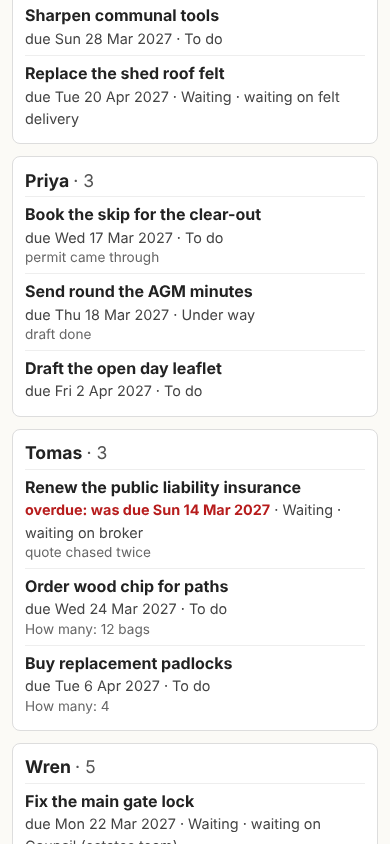 Sharpen communal tools
due Sun 28 Mar 2027 · To do
Replace the shed roof felt
due Tue 20 Apr 2027 · Waiting · waiting on felt
delivery
Priya · 3
Book the skip for the clear-out
due Wed 17 Mar 2027 · To do
permit came through
Send round the AGM minutes
due Thu 18 Mar 2027 · Under way
draft done
Draft the open day leaflet
due Fri 2 Apr 2027 · To do
Tomas · 3
Renew the public liability insurance
overdue: was due Sun 14 Mar 2027 · Waiting ·
waiting on broker
quote chased twice
Order wood chip for paths
due Wed 24 Mar 2027 · To do
How many: 12 bags
Buy replacement padlocks
due Tue 6 Apr 2027 · To do
How many: 4
Wren · 5
Fix the main gate lock
due Mon 22 Mar 2027 · Waiting · waiting on
Council (estates team)